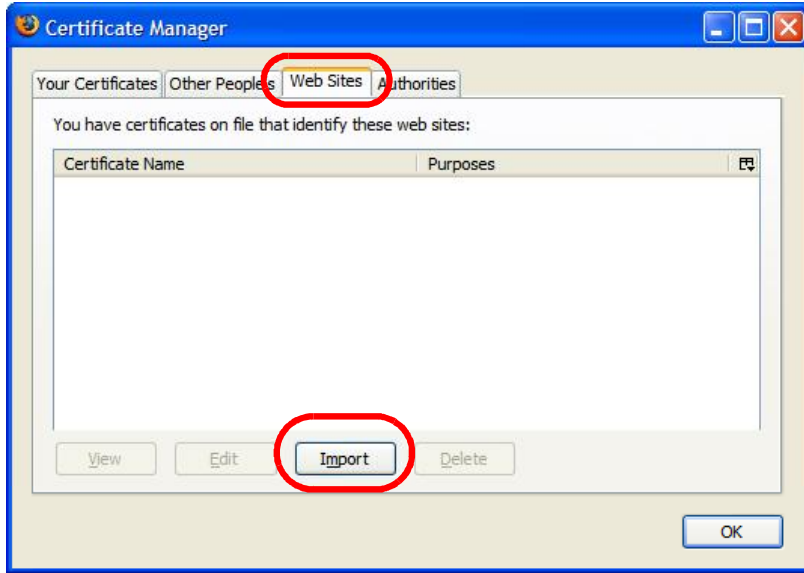 Certificate Manager
Your Certificates Other People's Web Sites Authorities
You have certificates on file that identify these web sites:
Certificate Name Purposes
View Edit Import Delete
OK